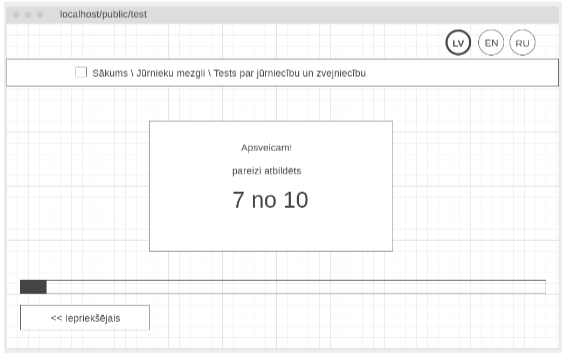 localhost/public/test
LV EN RU
Sākums \ Jūrnieku mezgli \ Tests par jūrniecību un zvejniecību
Apsveicam!
pareizi atbildēts
7 no 10
<< Iepriekšējais